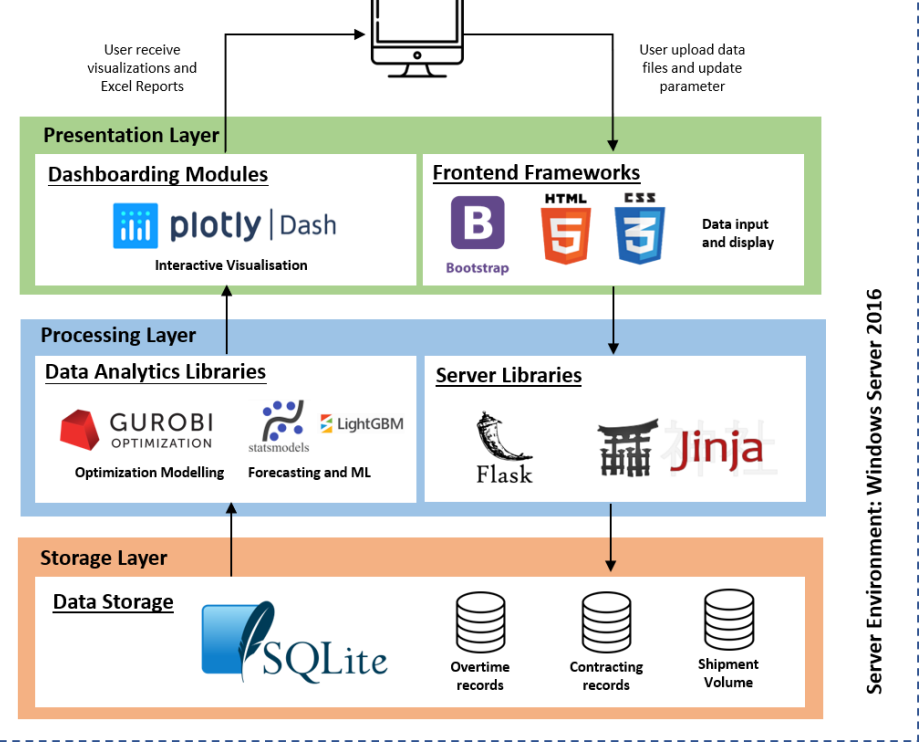 User receive
visualizations and
Excel Reports
User upload data
files and update
parameter
Presentation Layer
Dashboarding Modules
plotly | Dash
Interactive Visualisation
Frontend Frameworks
B
Bootstrap
HTML
5
CSS
3
Data input
and display
Processing Layer
Data Analytics Libraries
GUROBI
OPTIMIZATION
Optimization Modelling
statsmodels
LightGBM
Forecasting and ML
Server Libraries
Flask
神社
Jinja
Storage Layer
Data Storage
SQLite
Overtime
records
Contracting
records
Shipment
Volume
Server Environment: Windows Server 2016